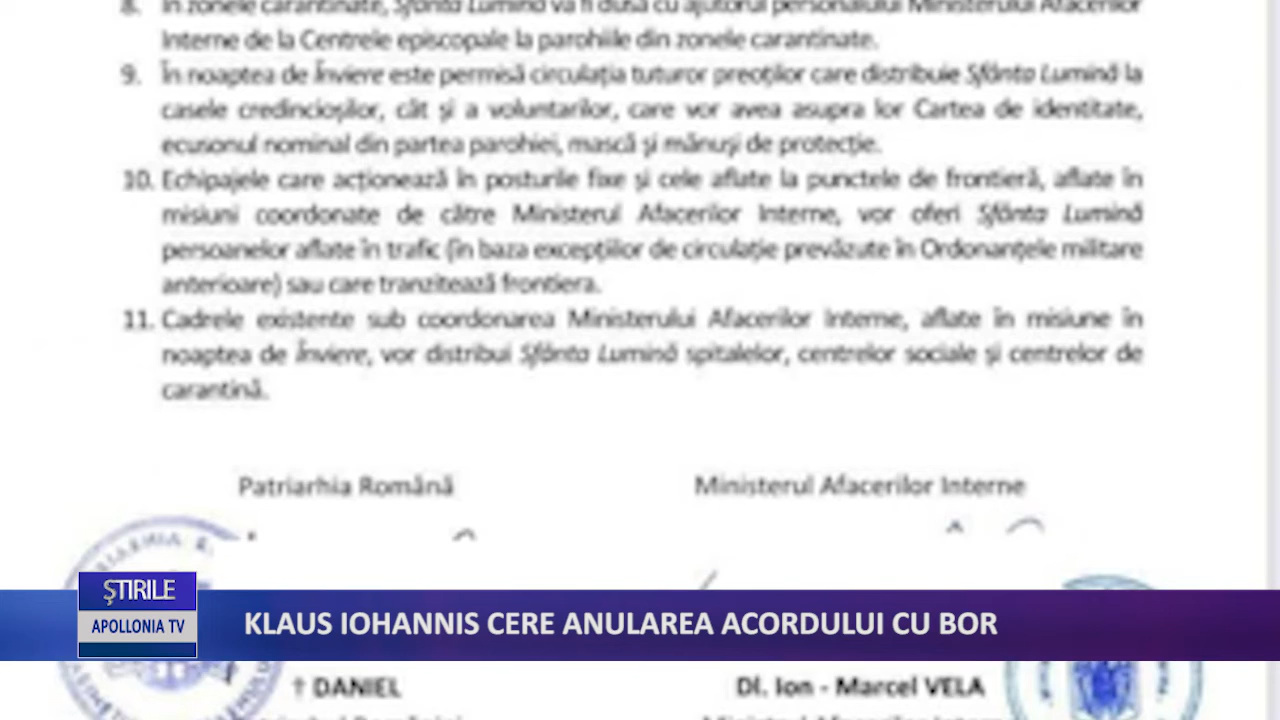 8. În zonele carantinate, Sfânta Lumină va fi dusă cu ajutorul personalului Ministerului Afacerilor
Interne de la Centrele episcopale la parohiile din zonele carantinate.
9. În noaptea de Înviere este permisă circulația tuturor preoților care distribuie Sfânta Lumină la
casele credincioșilor, cât și a voluntarilor, care vor avea asupra lor Cartea de identitate,
ecusonul nominal din partea parohiei, mască și mănuși de protecție.
10. Echipajele care acționează în posturile fixe și cele aflate la punctele de frontieră, aflate în
misiuni coordonate de către Ministerul Afacerilor Interne, vor oferi Sfânta Lumină
persoanelor aflate în trafic (în baza excepțiilor de circulație prevăzute în Ordonanțele militare
anterioare) sau care tranzitează frontiera.
11. Cadrele existente sub coordonarea Ministerului Afacerilor Interne, aflate în misiune în
noaptea de Înviere, vor distribui Sfânta Lumină spitalelor, centrelor sociale și centrelor de
carantină.
Patriarhia Română
Ministerul Afacerilor Interne
ŞTIRILE
APOLLONIA TV
KLAUS IOHANNIS CERE ANULAREA ACORDULUI CU BOR
† DANIEL
Dl. Ion - Marcel VELA